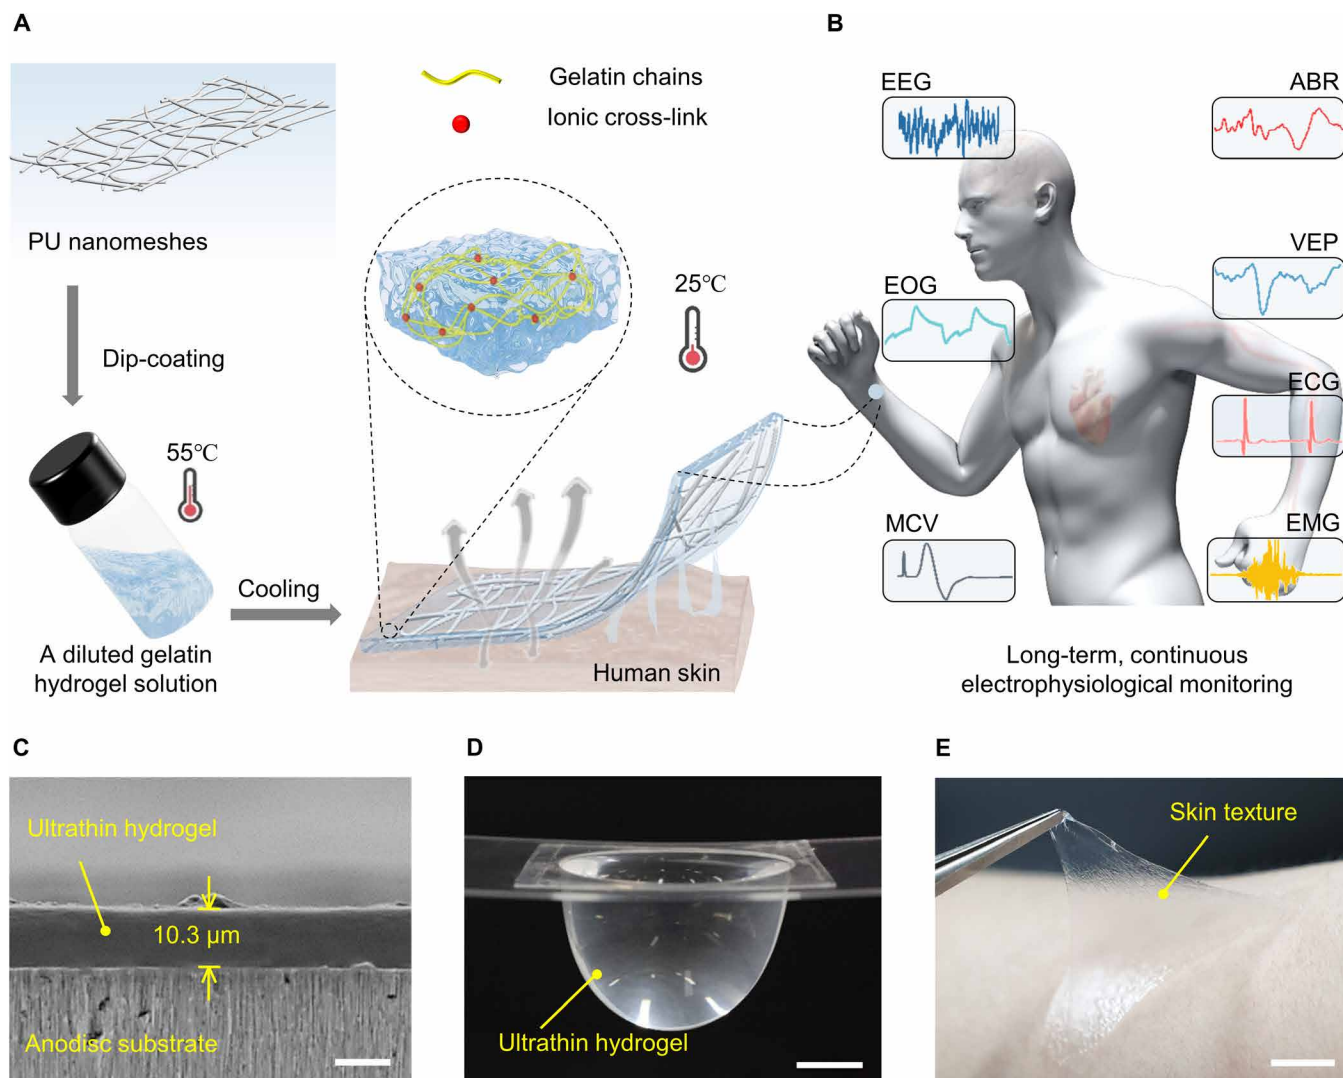 A
B
Gelatin chains
Ionic cross-link
PU nanomeshes
Dip-coating
55℃
25℃
Cooling
A diluted gelatin
hydrogel solution
Human skin
EEG
ABR
EOG
VEP
ECG
MCV
EMG
Long-term, continuous
electrophysiological monitoring
C
Ultrathin hydrogel
10.3 μm
Anodisc substrate
D
Ultrathin hydrogel
E
Skin texture